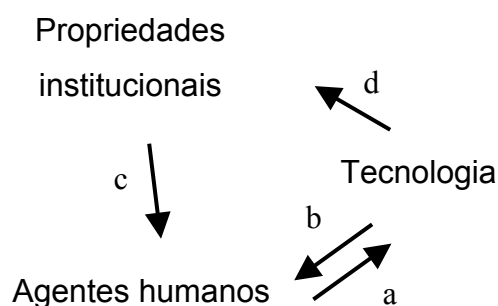 Propriedades
institucionais
d
c
Tecnologia
b
Agentes humanos
a